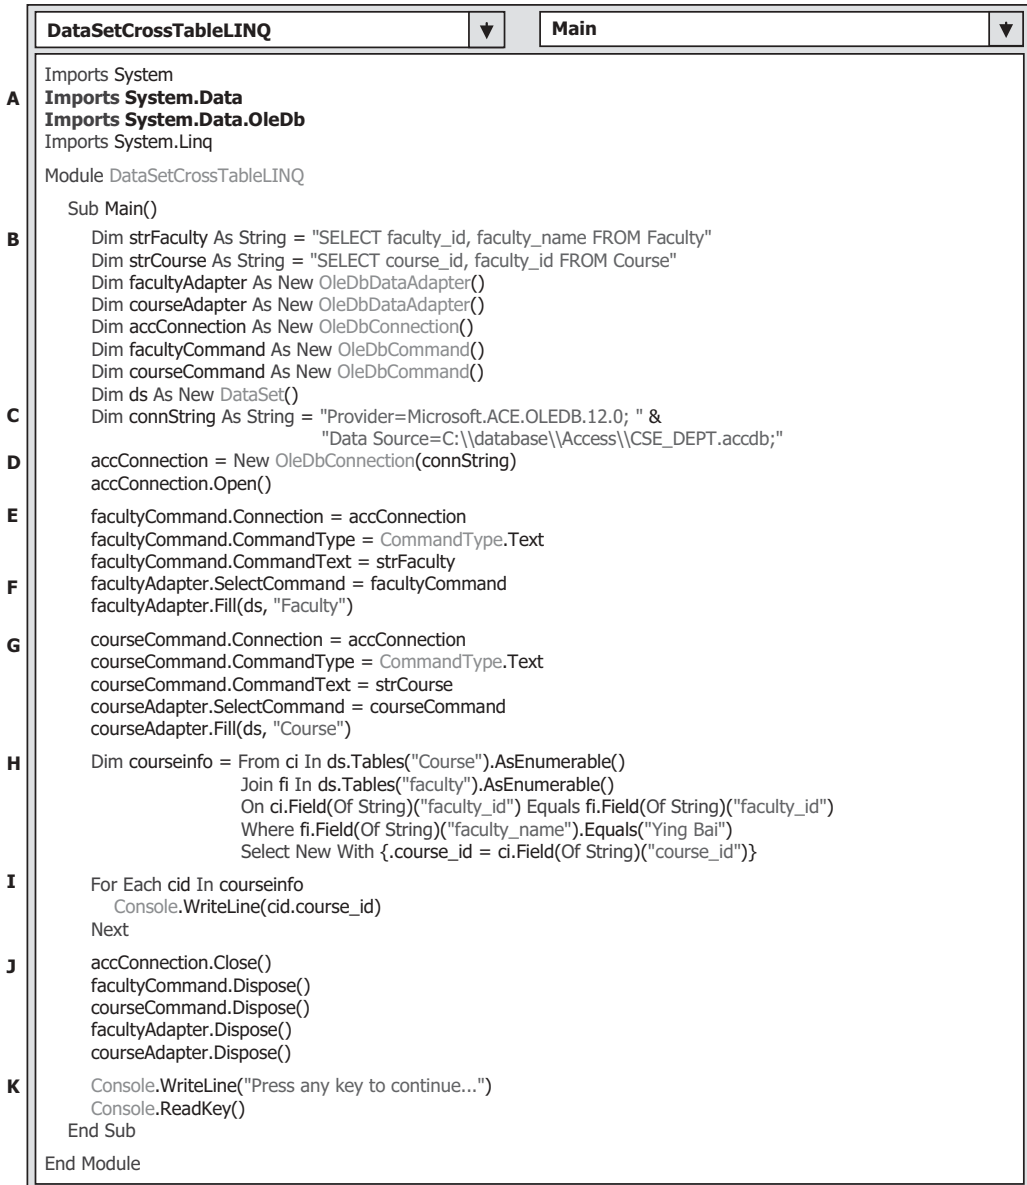 DataSetCrossTableLINQ Main
Imports System
A Imports System.Data
Imports System.Data.OleDb
Imports System.Linq
Module DataSetCrossTableLINQ
Sub Main()
B Dim strFaculty As String = "SELECT faculty_id, faculty_name FROM Faculty"
Dim strCourse As String = "SELECT course_id, faculty_id FROM Course"
Dim facultyAdapter As New OleDbDataAdapter()
Dim courseAdapter As New OleDbDataAdapter()
Dim accConnection As New OleDbConnection()
Dim facultyCommand As New OleDbCommand()
Dim courseCommand As New OleDbCommand()
Dim ds As New DataSet()
C Dim connString As String = "Provider=Microsoft.ACE.OLEDB.12.0; " &
"Data Source=C:\\database\\Access\\CSE_DEPT.accdb;"
D accConnection = New OleDbConnection(connString)
accConnection.Open()
E facultyCommand.Connection = accConnection
facultyCommand.CommandType = CommandType.Text
facultyCommand.CommandText = strFaculty
F facultyAdapter.SelectCommand = facultyCommand
facultyAdapter.Fill(ds, "Faculty")
G courseCommand.Connection = accConnection
courseCommand.CommandType = CommandType.Text
courseCommand.CommandText = strCourse
courseAdapter.SelectCommand = courseCommand
courseAdapter.Fill(ds, "Course")
H Dim courseinfo = From ci In ds.Tables("Course").AsEnumerable()
Join fi In ds.Tables("faculty").AsEnumerable()
On ci.Field(Of String)("faculty_id") Equals fi.Field(Of String)("faculty_id")
Where fi.Field(Of String)("faculty_name").Equals("Ying Bai")
Select New With {.course_id = ci.Field(Of String)("course_id")}
I For Each cid In courseinfo
Console.WriteLine(cid.course_id)
Next
J accConnection.Close()
facultyCommand.Dispose()
courseCommand.Dispose()
facultyAdapter.Dispose()
courseAdapter.Dispose()
K Console.WriteLine("Press any key to continue...")
Console.ReadKey()
End Sub
End Module